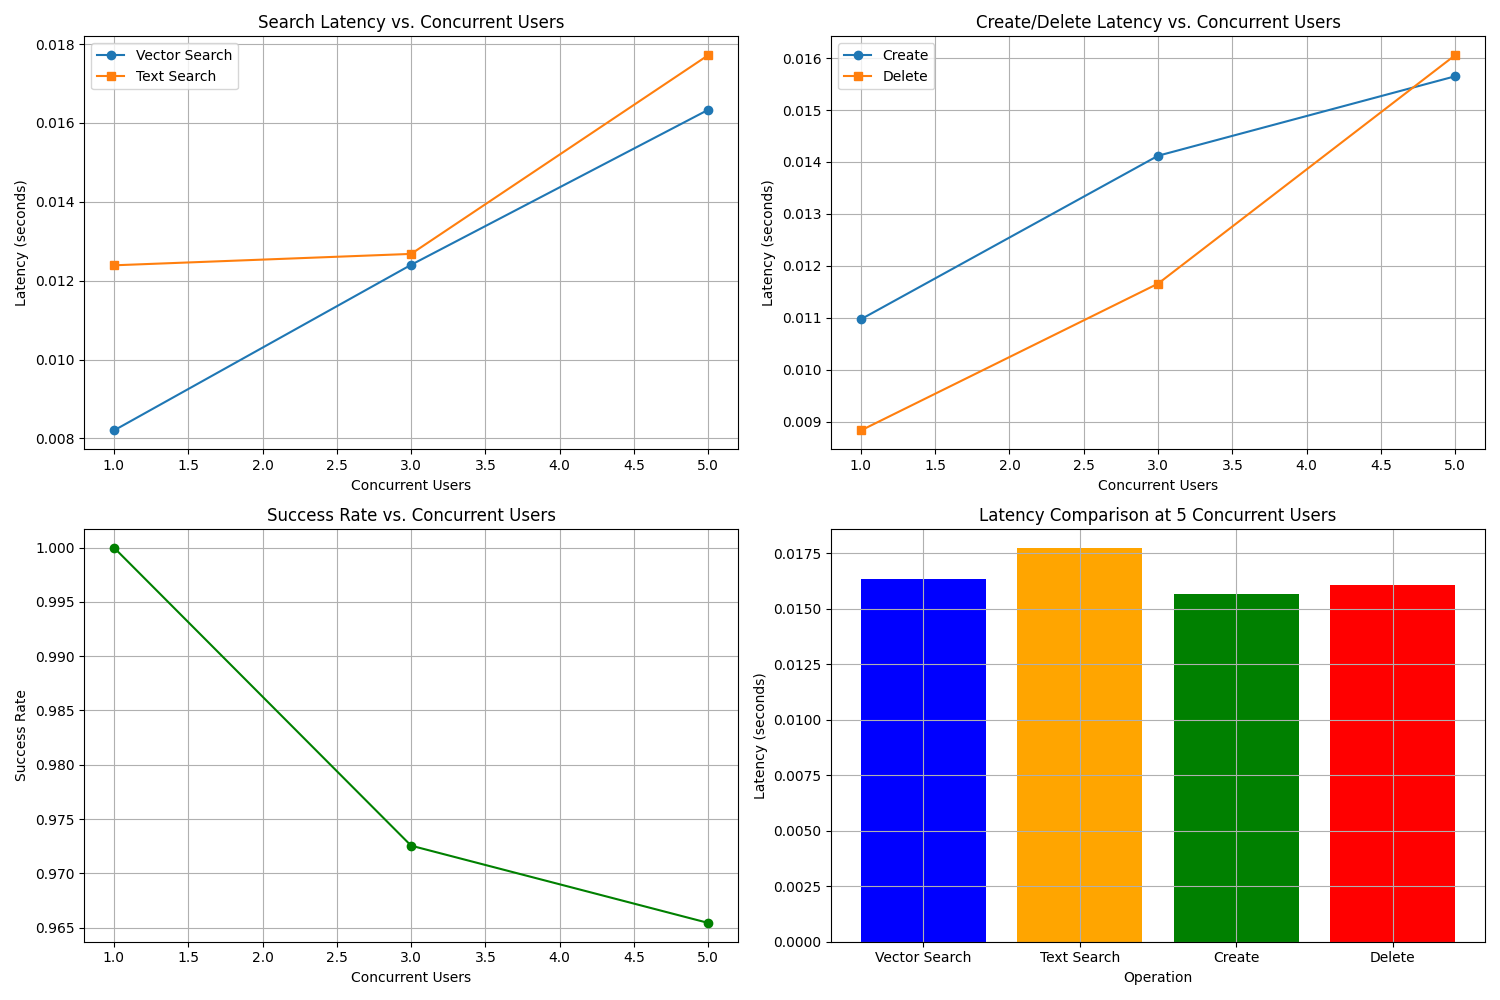 Search Latency vs. Concurrent Users
Vector Search
Text Search
Latency (seconds)
0.018
0.016
0.014
0.012
0.010
0.008
1.0 1.5 2.0 2.5 3.0 3.5 4.0 4.5 5.0
Concurrent Users
Create/Delete Latency vs. Concurrent Users
Create
Delete
Latency (seconds)
0.016
0.015
0.014
0.013
0.012
0.011
0.010
0.009
1.0 1.5 2.0 2.5 3.0 3.5 4.0 4.5 5.0
Concurrent Users
Success Rate vs. Concurrent Users
Success Rate
1.000
0.995
0.990
0.985
0.980
0.975
0.970
0.965
1.0 1.5 2.0 2.5 3.0 3.5 4.0 4.5 5.0
Concurrent Users
Latency Comparison at 5 Concurrent Users
Latency (seconds)
0.0175
0.0150
0.0125
0.0100
0.0075
0.0050
0.0025
0.0000
Vector Search Text Search Create Delete
Operation